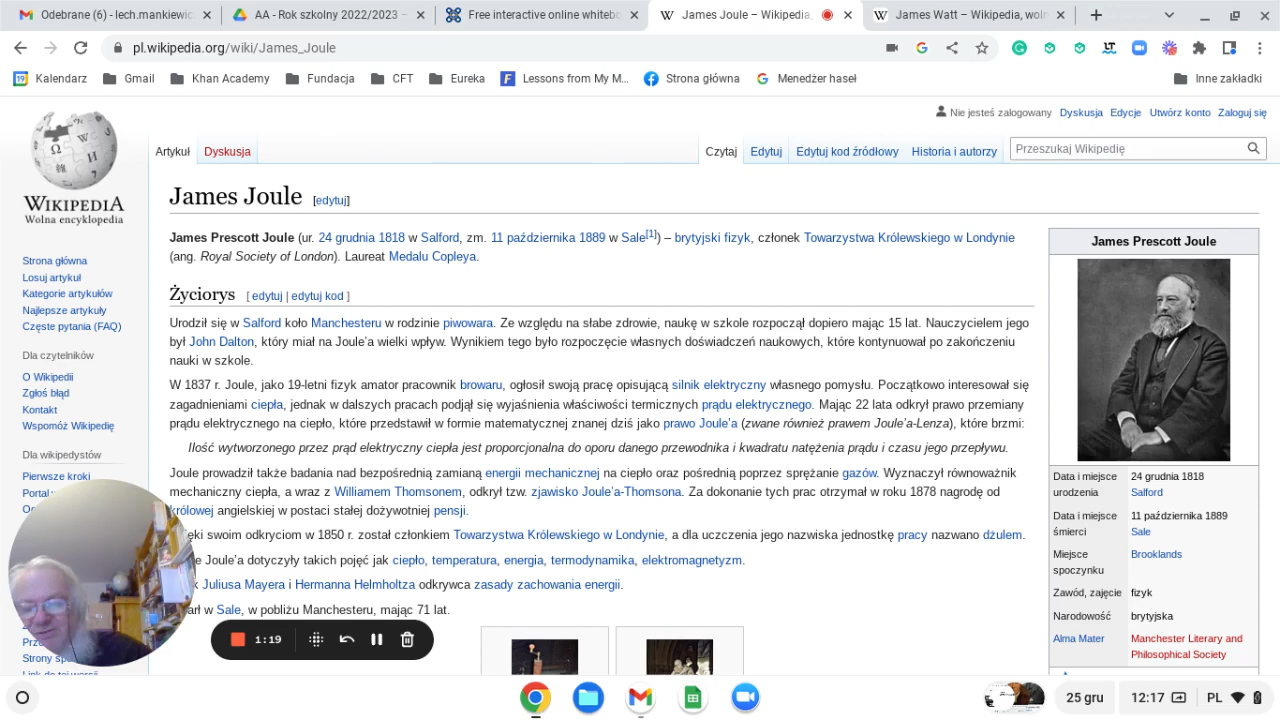 Odebrane (6) - lech.mankiewic
AA - Rok szkolny 2022/2023 –
Free interactive online whitebo
James Joule – Wikipedia,
James Watt – Wikipedia, woln
pl.wikipedia.org/wiki/James_Joule
Kalendarz
Gmail
Khan Academy
Fundacja
CFT
Eureka
Lessons from My M...
Strona główna
Menedżer haseł
Inne zakładki
WIKIPEDIA
Wolna encyklopedia
Nie jesteś zalogowany Dyskusja Edycje Utwórz konto Zaloguj się
Artykuł Dyskusja
Czytaj Edytuj Edytuj kod źródłowy Historia i autorzy
Przeszukaj Wikipedię
Strona główna
Losuj artykuł
Kategorie artykułów
Najlepsze artykuły
Częste pytania (FAQ)
Dla czytelników
O Wikipedii
Zgłoś błąd
Kontakt
Wspomóż Wikipedię
Dla wikipedystów
Pierwsze kroki
Portal
Strony
Link do tej wersji
James Joule [edytuj]
James Prescott Joule (ur. 24 grudnia 1818 w Salford, zm. 11 października 1889 w Sale[1]) – brytyjski fizyk, członek Towarzystwa Królewskiego w Londynie
(ang. Royal Society of London). Laureat Medalu Copleya.
Życiorys [ edytuj | edytuj kod ]
Urodził się w Salford koło Manchesteru w rodzinie piwowara. Ze względu na słabe zdrowie, naukę w szkole rozpoczął dopiero mając 15 lat. Nauczycielem jego
był John Dalton, który miał na Joule’a wielki wpływ. Wynikiem tego było rozpoczęcie własnych doświadczeń naukowych, które kontynuował po zakończeniu
nauki w szkole.
W 1837 r. Joule, jako 19-letni fizyk amator pracownik browaru, ogłosił swoją pracę opisującą silnik elektryczny własnego pomysłu. Początkowo interesował się
zagadnieniami ciepła, jednak w dalszych pracach podjął się wyjaśnienia właściwości termicznych prądu elektrycznego. Mając 22 lata odkrył prawo przemiany
prądu elektrycznego na ciepło, które przedstawił w formie matematycznej znanej dziś jako prawo Joule’a (zwane również prawem Joule’a-Lenza), które brzmi:
Ilość wytworzonego przez prąd elektryczny ciepła jest proporcjonalna do oporu danego przewodnika i kwadratu natężenia prądu i czasu jego przepływu.
Joule prowadził także badania nad bezpośrednią zamianą energii mechanicznej na ciepło oraz pośrednią poprzez sprężanie gazów. Wyznaczył równoważnik
mechaniczny ciepła, a wraz z Williamem Thomsonem, odkrył tzw. zjawisko Joule’a-Thomsona. Za dokonanie tych prac otrzymał w roku 1878 nagrodę od
królowej angielskiej w postaci stałej dożywotniej pensji.
swoim odkryciom w 1850 r. został członkiem Towarzystwa Królewskiego w Londynie, a dla uczczenia jego nazwiska jednostkę pracy nazwano dżulem.
Joule’a dotyczyły takich pojęć jak ciepło, temperatura, energia, termodynamika, elektromagnetyzm.
Juliusa Mayera i Hermanna Helmholtza odkrywca zasady zachowania energii.
w Sale, w pobliżu Manchesteru, mając 71 lat.
James Prescott Joule
Data i miejsce urodzenia
24 grudnia 1818
Salford
Data i miejsce śmierci
11 października 1889
Sale
Miejsce spoczynku
Brooklands
Zawód, zajęcie
fizyk
Narodowość
brytyjska
Alma Mater
Manchester Literary and
Philosophical Society
1:19
25 gru
12:17
PL